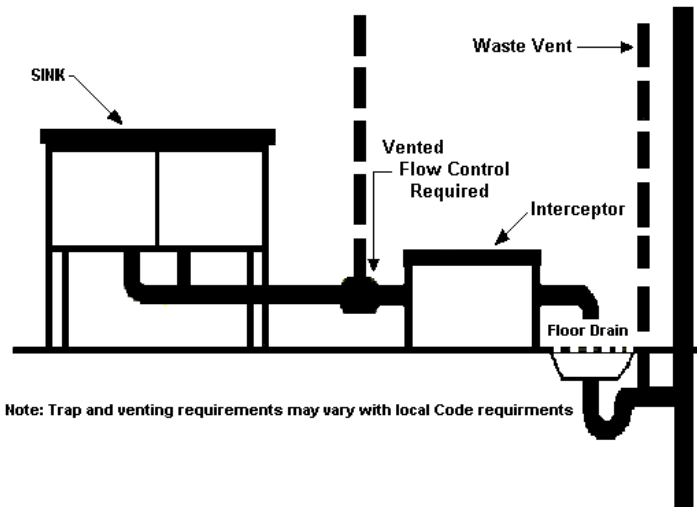 Waste Vent
SINK
Vented
Flow Control
Required
Interceptor
Floor Drain
Note: Trap and venting requirements may vary with local Code requirments